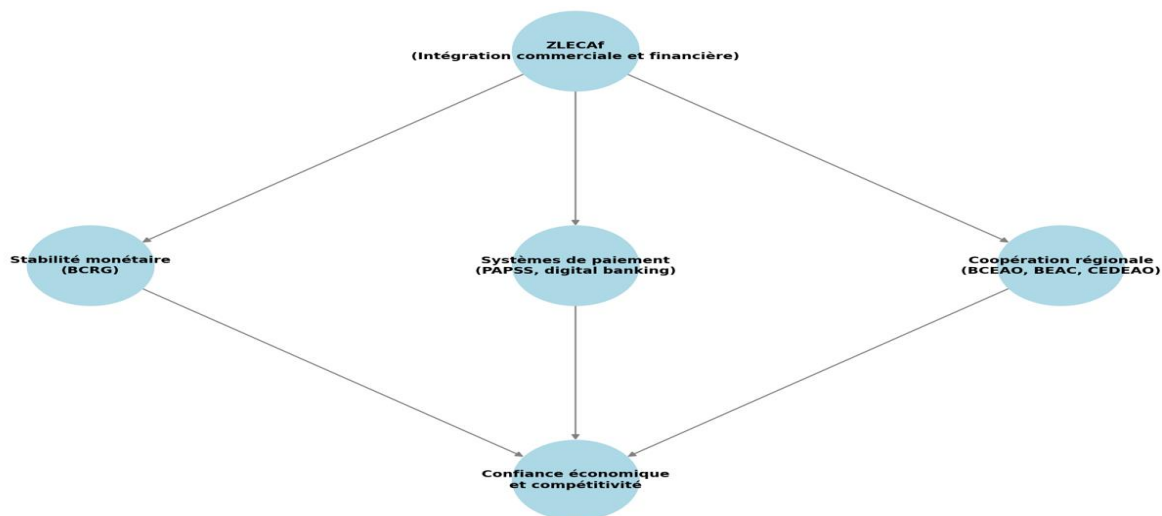 ZLECAf
(Intégration commerciale et financière)
Stabilité monétaire
(BCRG)
Systèmes de paiement
(PAPSS, digital banking)
Coopération régionale
(BCEAO, BEAC, CEDEAO)
Confiance économique
et compétitivité